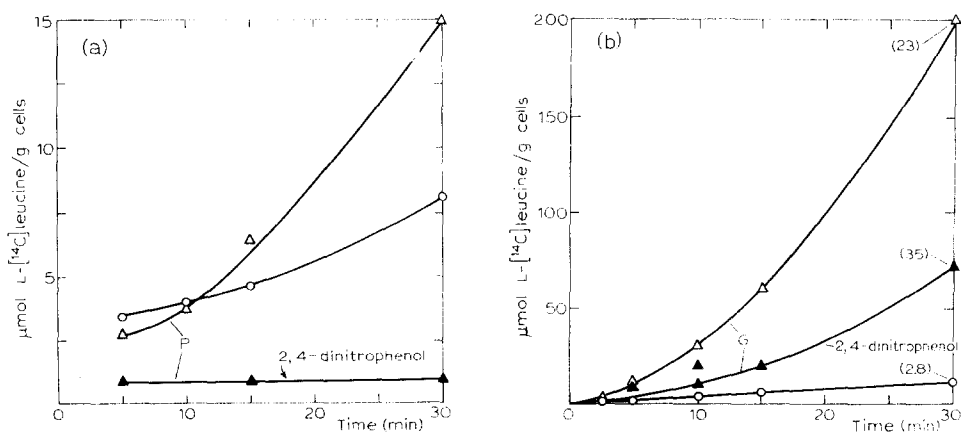 (a)
15
10
5
0
10
20
30
Time (min)
μmol L-[¹⁴C]leucine/g cells
P
2,4-dinitrophenol
(b)
200
150
100
50
0
10
20
30
Time (min)
μmol L-[¹⁴C]leucine/g cells
(23)
(35)
G
2,4-dinitrophenol
(2.8)